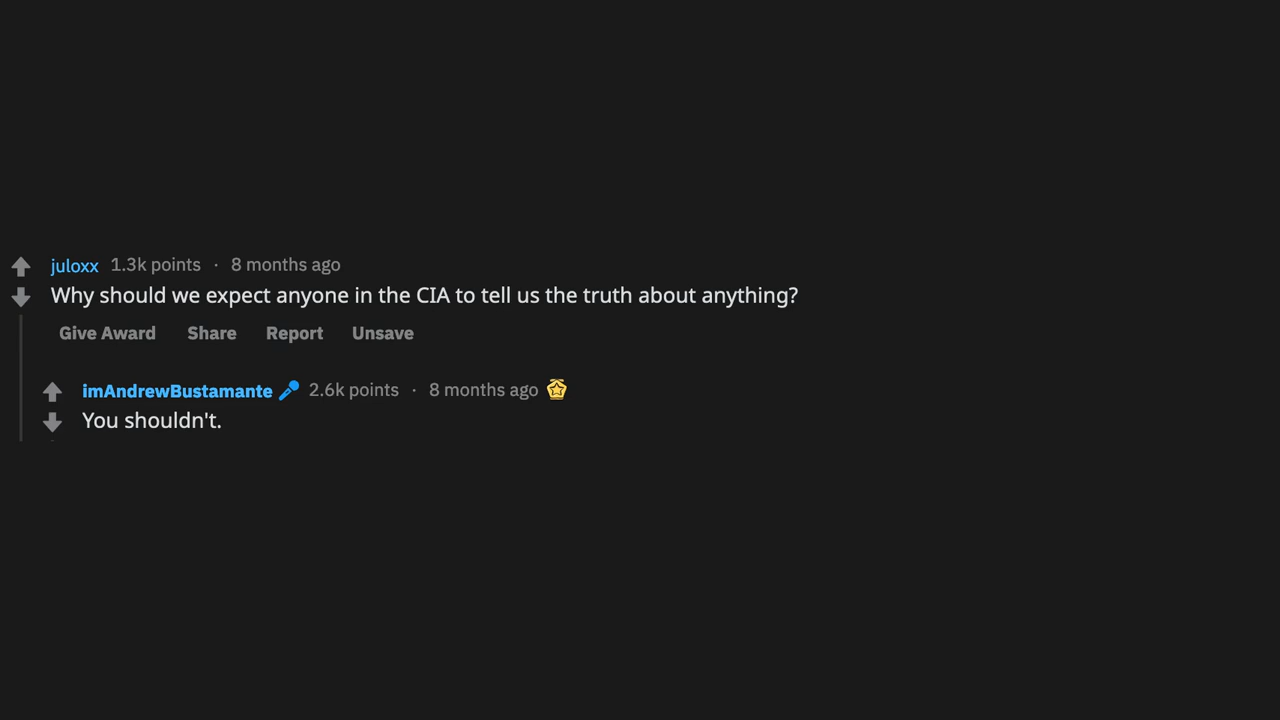 juloxx 1.3k points · 8 months ago
Why should we expect anyone in the CIA to tell us the truth about anything?
Give Award Share Report Unsave
imAndrewBustamante 2.6k points · 8 months ago
You shouldn't.